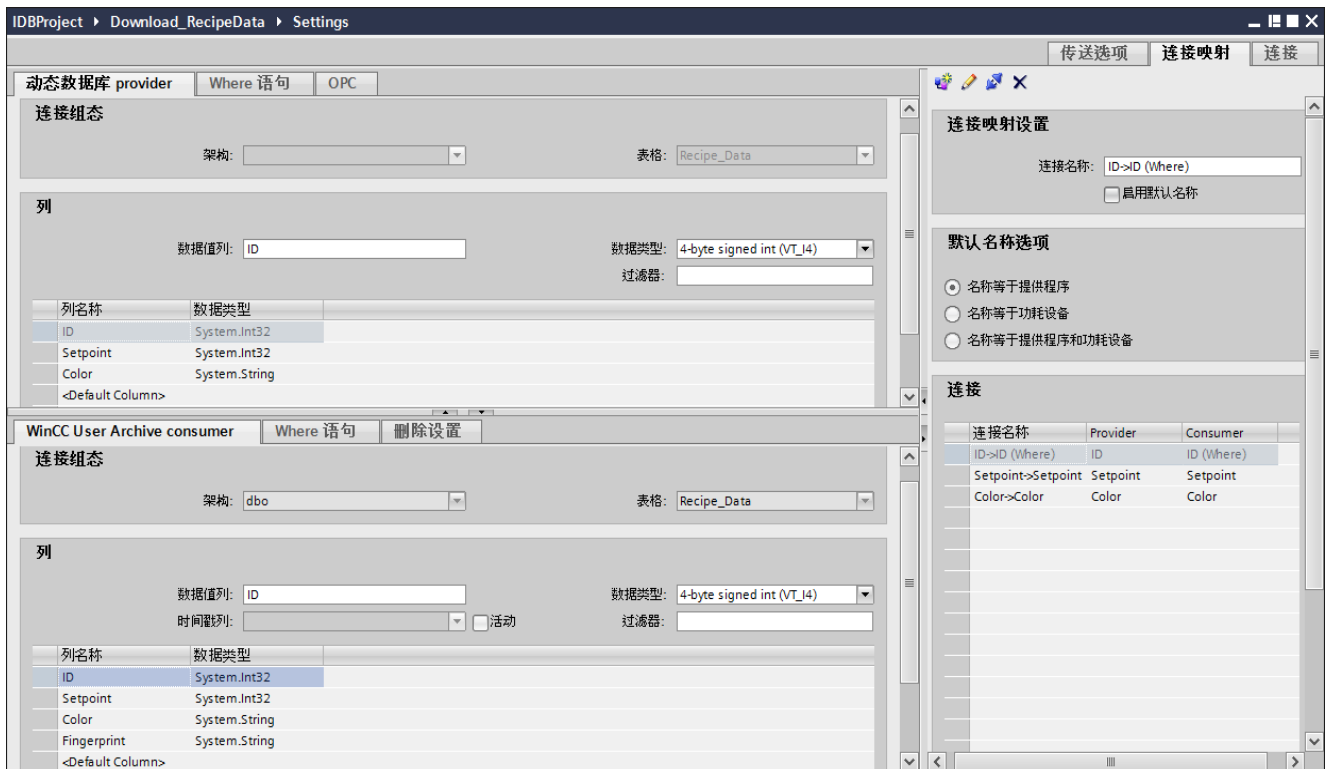 IDBProject ▸ Download_RecipeData ▸ Settings
传送选项 连接映射 连接
动态数据库 provider Where 语句 OPC
连接组态
架构: 表格: Recipe_Data
列
数据值列: ID 数据类型: 4-byte signed int (VT_I4)
过滤器:
列名称 数据类型
ID System.Int32
Setpoint System.Int32
Color System.String
<Default Column>
WinCC User Archive consumer Where 语句 删除设置
连接组态
架构: dbo 表格: Recipe_Data
列
数据值列: ID 数据类型: 4-byte signed int (VT_I4)
时间戳列: 活动 过滤器:
列名称 数据类型
ID System.Int32
Setpoint System.Int32
Color System.String
Fingerprint System.String
<Default Column>
连接映射设置
连接名称: ID->ID (Where)
启用默认名称
默认名称选项
名称等于提供程序
名称等于功耗设备
名称等于提供程序和功耗设备
连接
连接名称 Provider Consumer
ID->ID (Where) ID ID (Where)
Setpoint->Setpoint Setpoint Setpoint
Color->Color Color Color